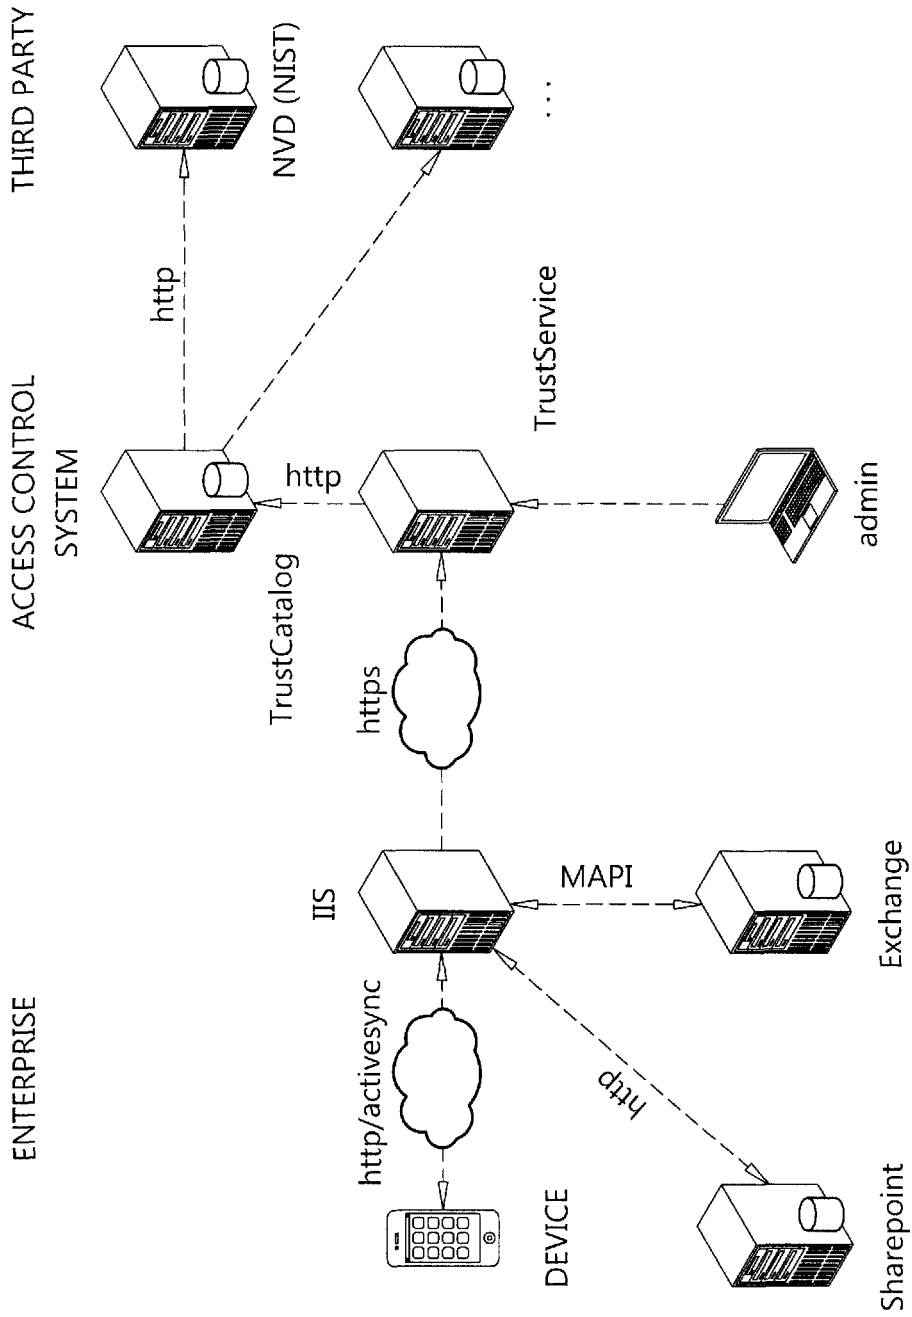 ENTERPRISE
ACCESS CONTROL
SYSTEM
THIRD PARTY
http/activesync
DEVICE
IIS
https
TrustCatalog
http
http
NVD (NIST)
...
TrustService
MAPI
http
Sharepoint
Exchange
admin